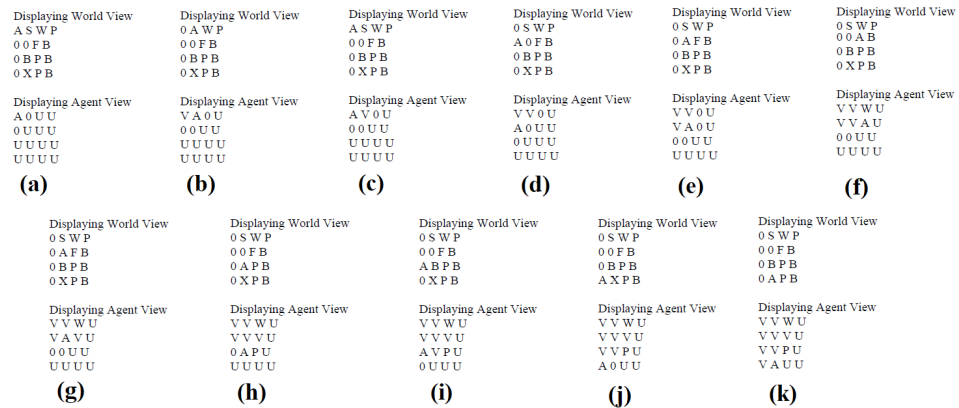 Displaying World View
A S W P
0 0 F B
0 B P B
0 X P B
Displaying Agent View
A 0 U U
0 U U U
U U U U
U U U U
(a)
Displaying World View
0 A W P
0 0 F B
0 B P B
0 X P B
Displaying Agent View
V A 0 U
0 0 U U
U U U U
U U U U
(b)
Displaying World View
A S W P
0 0 F B
0 B P B
0 X P B
Displaying Agent View
A V 0 U
0 0 U U
U U U U
U U U U
(c)
Displaying World View
0 S W P
A 0 F B
0 B P B
0 X P B
Displaying Agent View
V V 0 U
A 0 U U
0 U U U
U U U U
(d)
Displaying World View
0 S W P
0 A F B
0 B P B
0 X P B
Displaying Agent View
V V 0 U
V A 0 U
0 0 U U
U U U U
(e)
Displaying World View
0 S W P
0 0 A B
0 B P B
0 X P B
Displaying Agent View
V V W U
V V A U
0 0 U U
U U U U
(f)
Displaying World View
0 S W P
0 A F B
0 B P B
0 X P B
Displaying Agent View
V V W U
V A V U
0 0 U U
U U U U
(g)
Displaying World View
0 S W P
0 0 F B
0 A P B
0 X P B
Displaying Agent View
V V W U
V V V U
0 A P U
U U U U
(h)
Displaying World View
0 S W P
0 0 F B
A B P B
0 X P B
Displaying Agent View
V V W U
V V V U
A V P U
0 U U U
(i)
Displaying World View
0 S W P
0 0 F B
0 B P B
A X P B
Displaying Agent View
V V W U
V V V U
V V P U
A 0 U U
(j)
Displaying World View
0 S W P
0 0 F B
0 B P B
0 A P B
Displaying Agent View
V V W U
V V V U
V V P U
V A U U
(k)